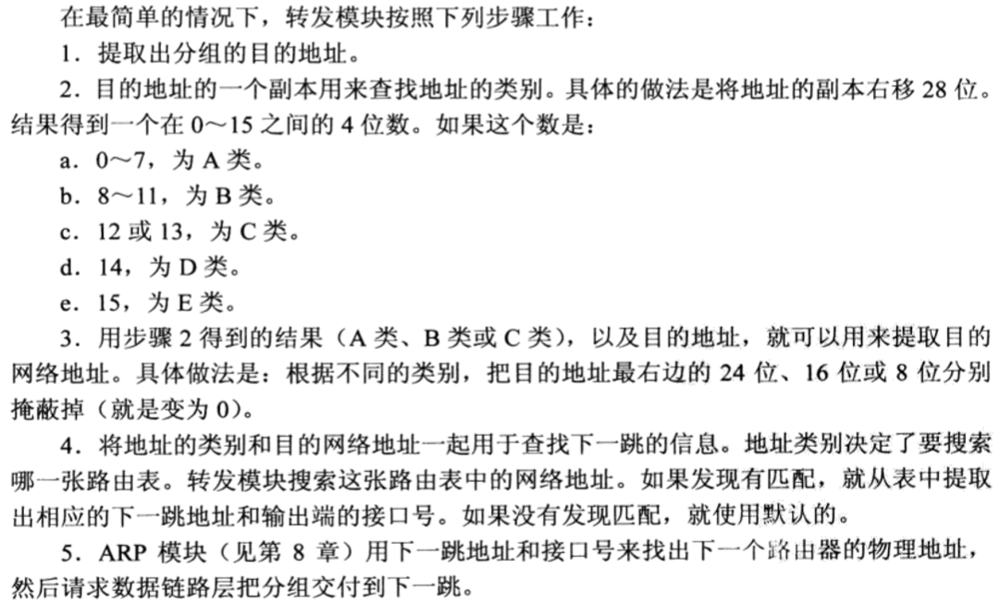 在最简单的情况下，转发模块按照下列步骤工作：
1．提取出分组的目的地址。
2．目的地址的一个副本用来查找地址的类别。具体的做法是将地址的副本右移 28 位。
结果得到一个在 0～15 之间的 4 位数。如果这个数是：
a．0～7，为 A 类。
b．8～11，为 B 类。
c．12 或 13，为 C 类。
d．14，为 D 类。
e．15，为 E 类。
3．用步骤 2 得到的结果（A 类、B 类或 C 类），以及目的地址，就可以用来提取目的
网络地址。具体做法是：根据不同的类别，把目的地址最右边的 24 位、16 位或 8 位分别
掩蔽掉（就是变为 0）。
4．将地址的类别和目的网络地址一起用于查找下一跳的信息。地址类别决定了要搜索
哪一张路由表。转发模块搜索这张路由表中的网络地址。如果发现有匹配，就从表中提取
出相应的下一跳地址和输出端的接口号。如果没有发现匹配，就使用默认的。
5．ARP 模块（见第 8 章）用下一跳地址和接口号来找出下一个路由器的物理地址，
然后请求数据链路层把分组交付到下一跳。